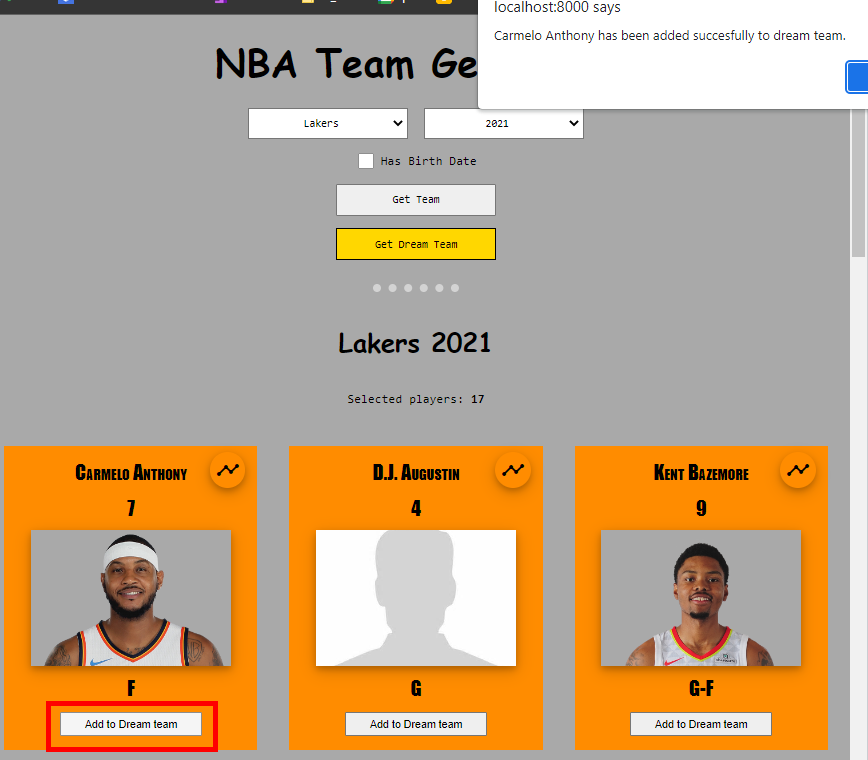 localhost:8000 says
Carmelo Anthony has been added succesfully to dream team.
NBA Team Ge
Lakers
2021
Has Birth Date
Get Team
Get Dream Team
Lakers 2021
Selected players: 17
Carmelo Anthony
7
F
Add to Dream team
D.J. Augustin
4
G
Add to Dream team
Kent Bazemore
9
G-F
Add to Dream team